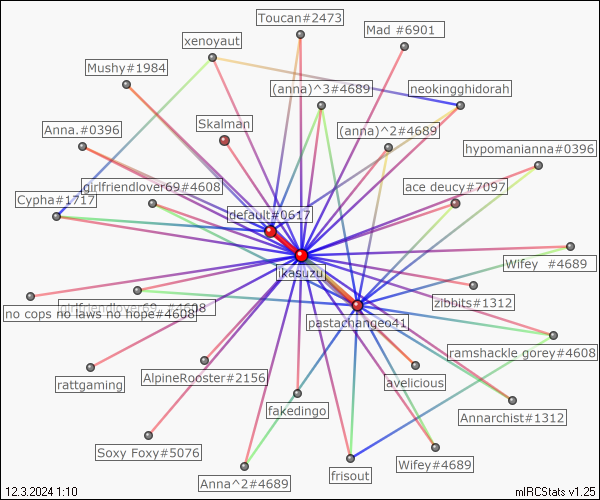 Toucan#2473
Mad #6901
xenoyaut
Mushy#1984
(anna)^3#4689
neokingghidorah
Skalman
Anna.#0396
(anna)^2#4689
hypomanianna#0396
girlfriendlover69#4608
ace deucy#7097
Cypha#1717
default#0617
Wifey #4689
ikasuzu
zibbits#1312
girlfriendlover69 #4608
no cops no laws no hope#4608
pastachangeo41
ramshackle gorey#4608
AlpineRooster#2156
rattgaming
avelicious
fakedingo
Annarchist#1312
Soxy Foxy#5076
Wifey#4689
Anna^2#4689
frisout
12.3.2024 1:10
mIRCStats v1.25